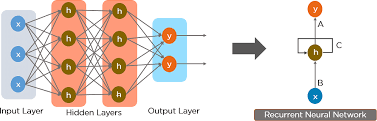 x
x
x
h
h
h
h
h
h
h
h
y
y
Input Layer
Hidden Layers
Output Layer
y
A
h
C
B
x
Recurrent Neural Network